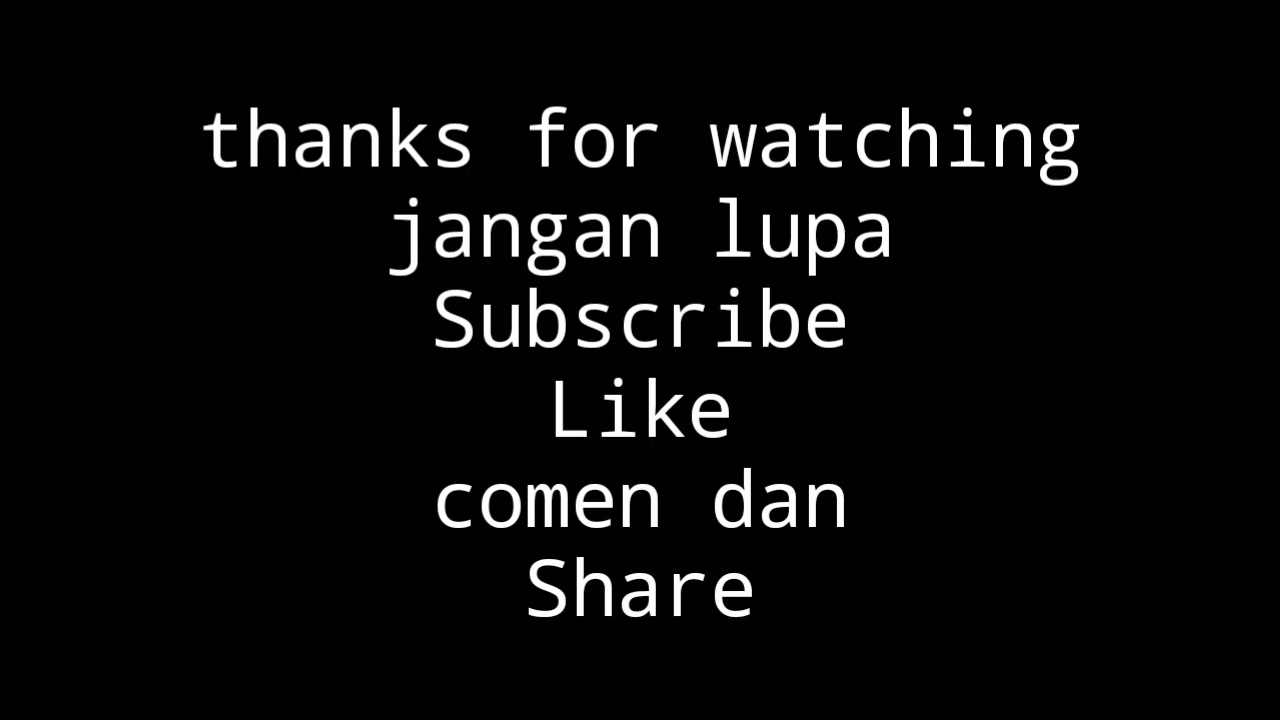 thanks for watching
jangan lupa
Subscribe
Like
comen dan
Share